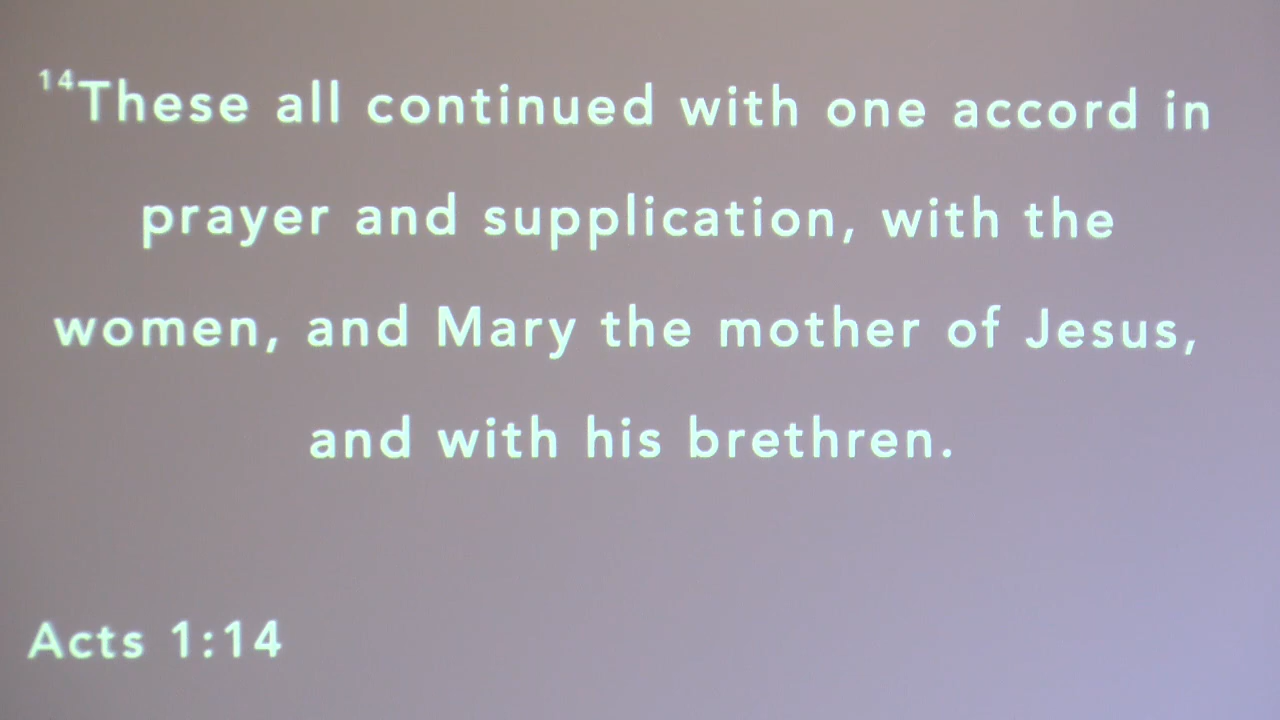 14These all continued with one accord in
prayer and supplication, with the
women, and Mary the mother of Jesus,
and with his brethren.
Acts 1:14